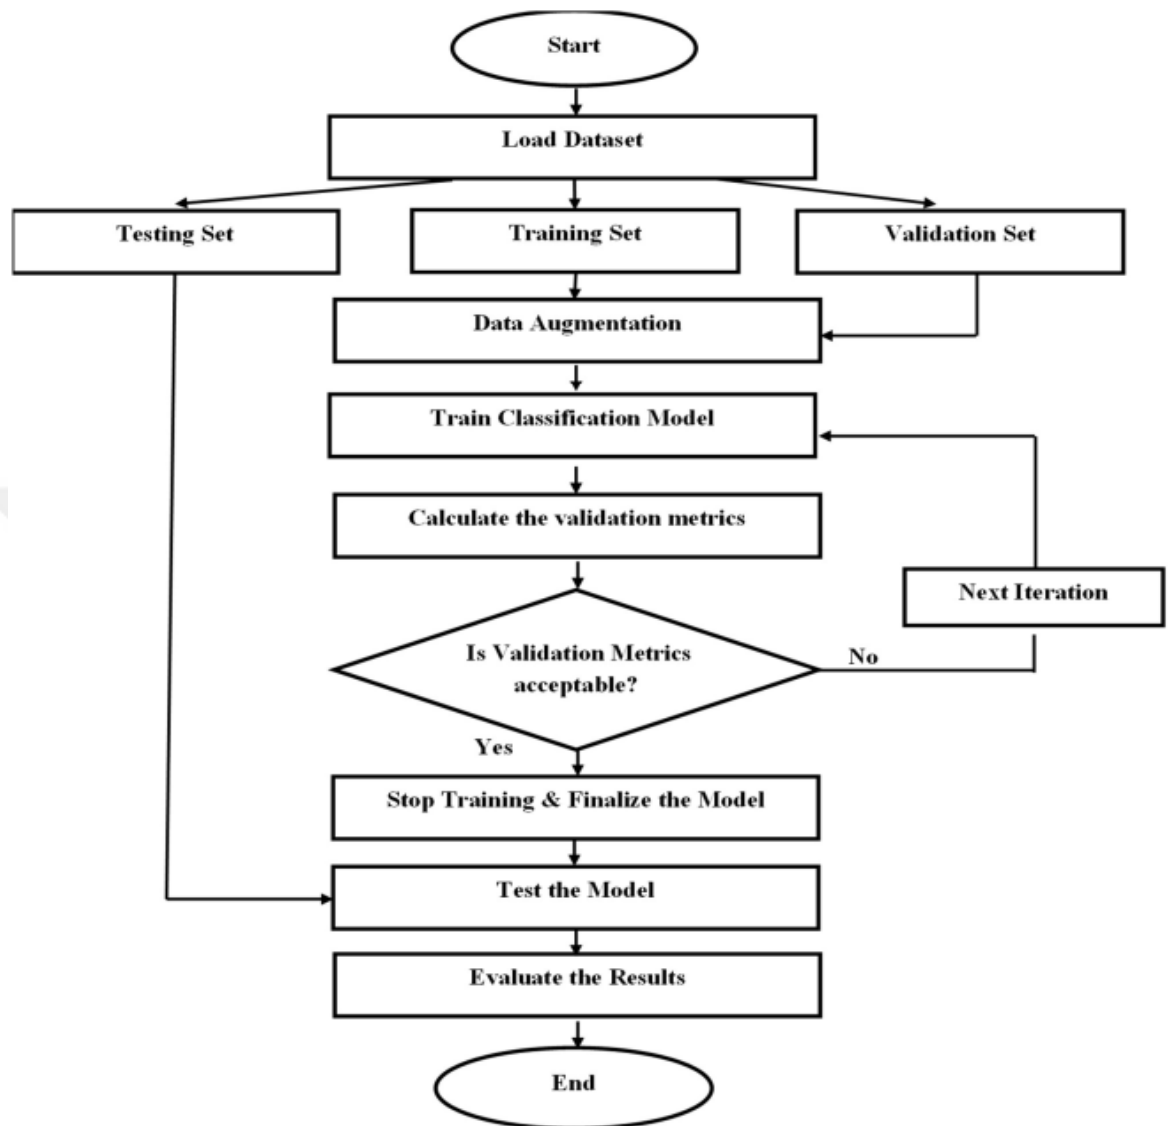 Start
Load Dataset
Testing Set
Training Set
Validation Set
Data Augmentation
Train Classification Model
Calculate the validation metrics
Next Iteration
Is Validation Metrics
acceptable?
No
Yes
Stop Training & Finalize the Model
Test the Model
Evaluate the Results
End